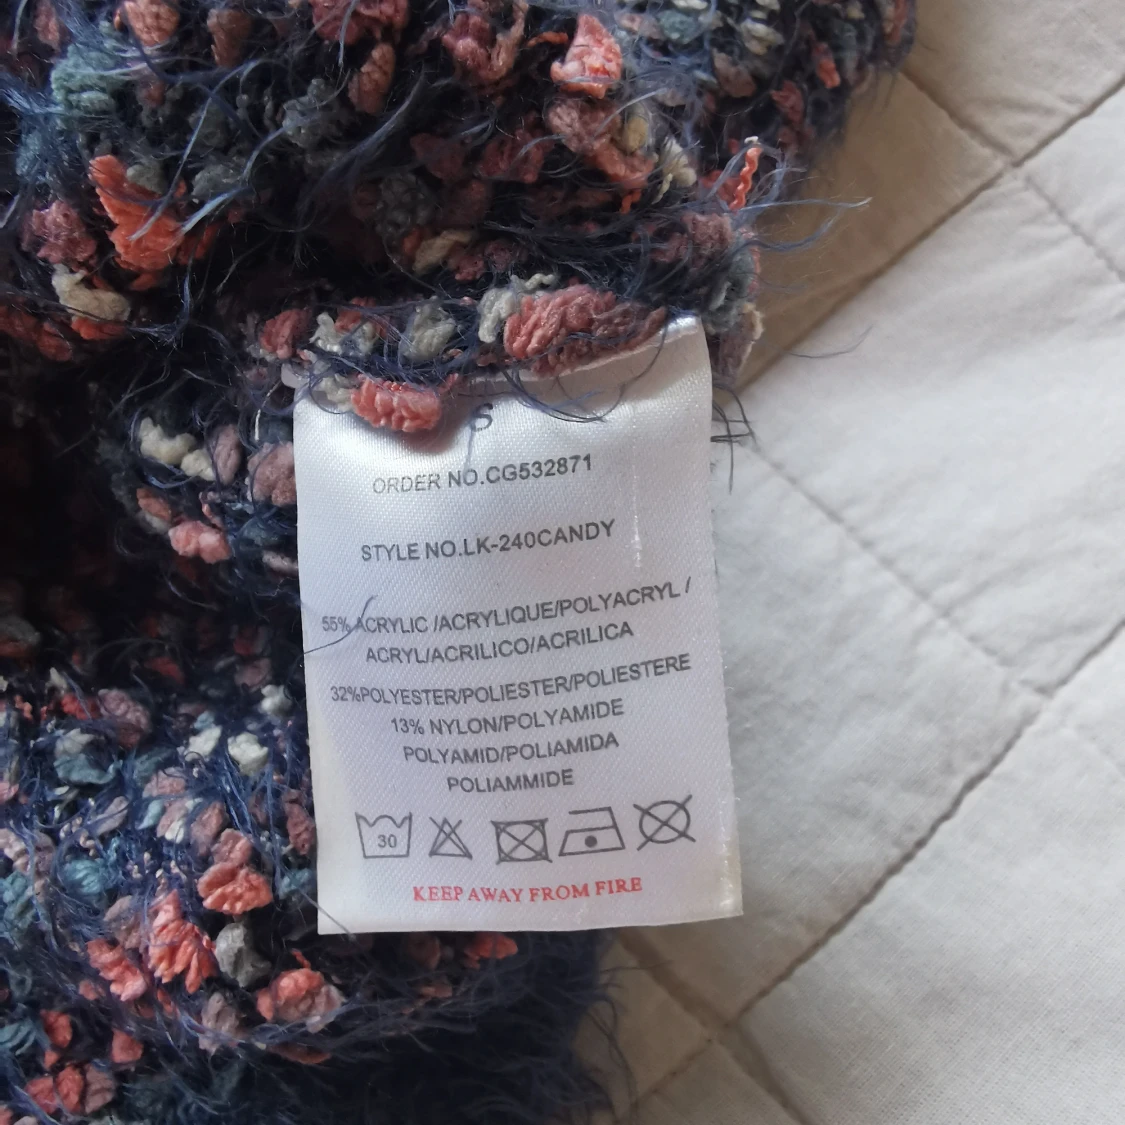 S
ORDER NO.CG532871
STYLE NO.LK-240CANDY
55% ACRYLIC /ACRYLIQUE/POLYACRYL /
ACRYL/ACRILICO/ACRILICA
32%POLYESTER/POLIESTER/POLIESTERE
13% NYLON/POLYAMIDE
POLYAMID/POLIAMIDA
POLIAMMIDE
30
KEEP AWAY FROM FIRE